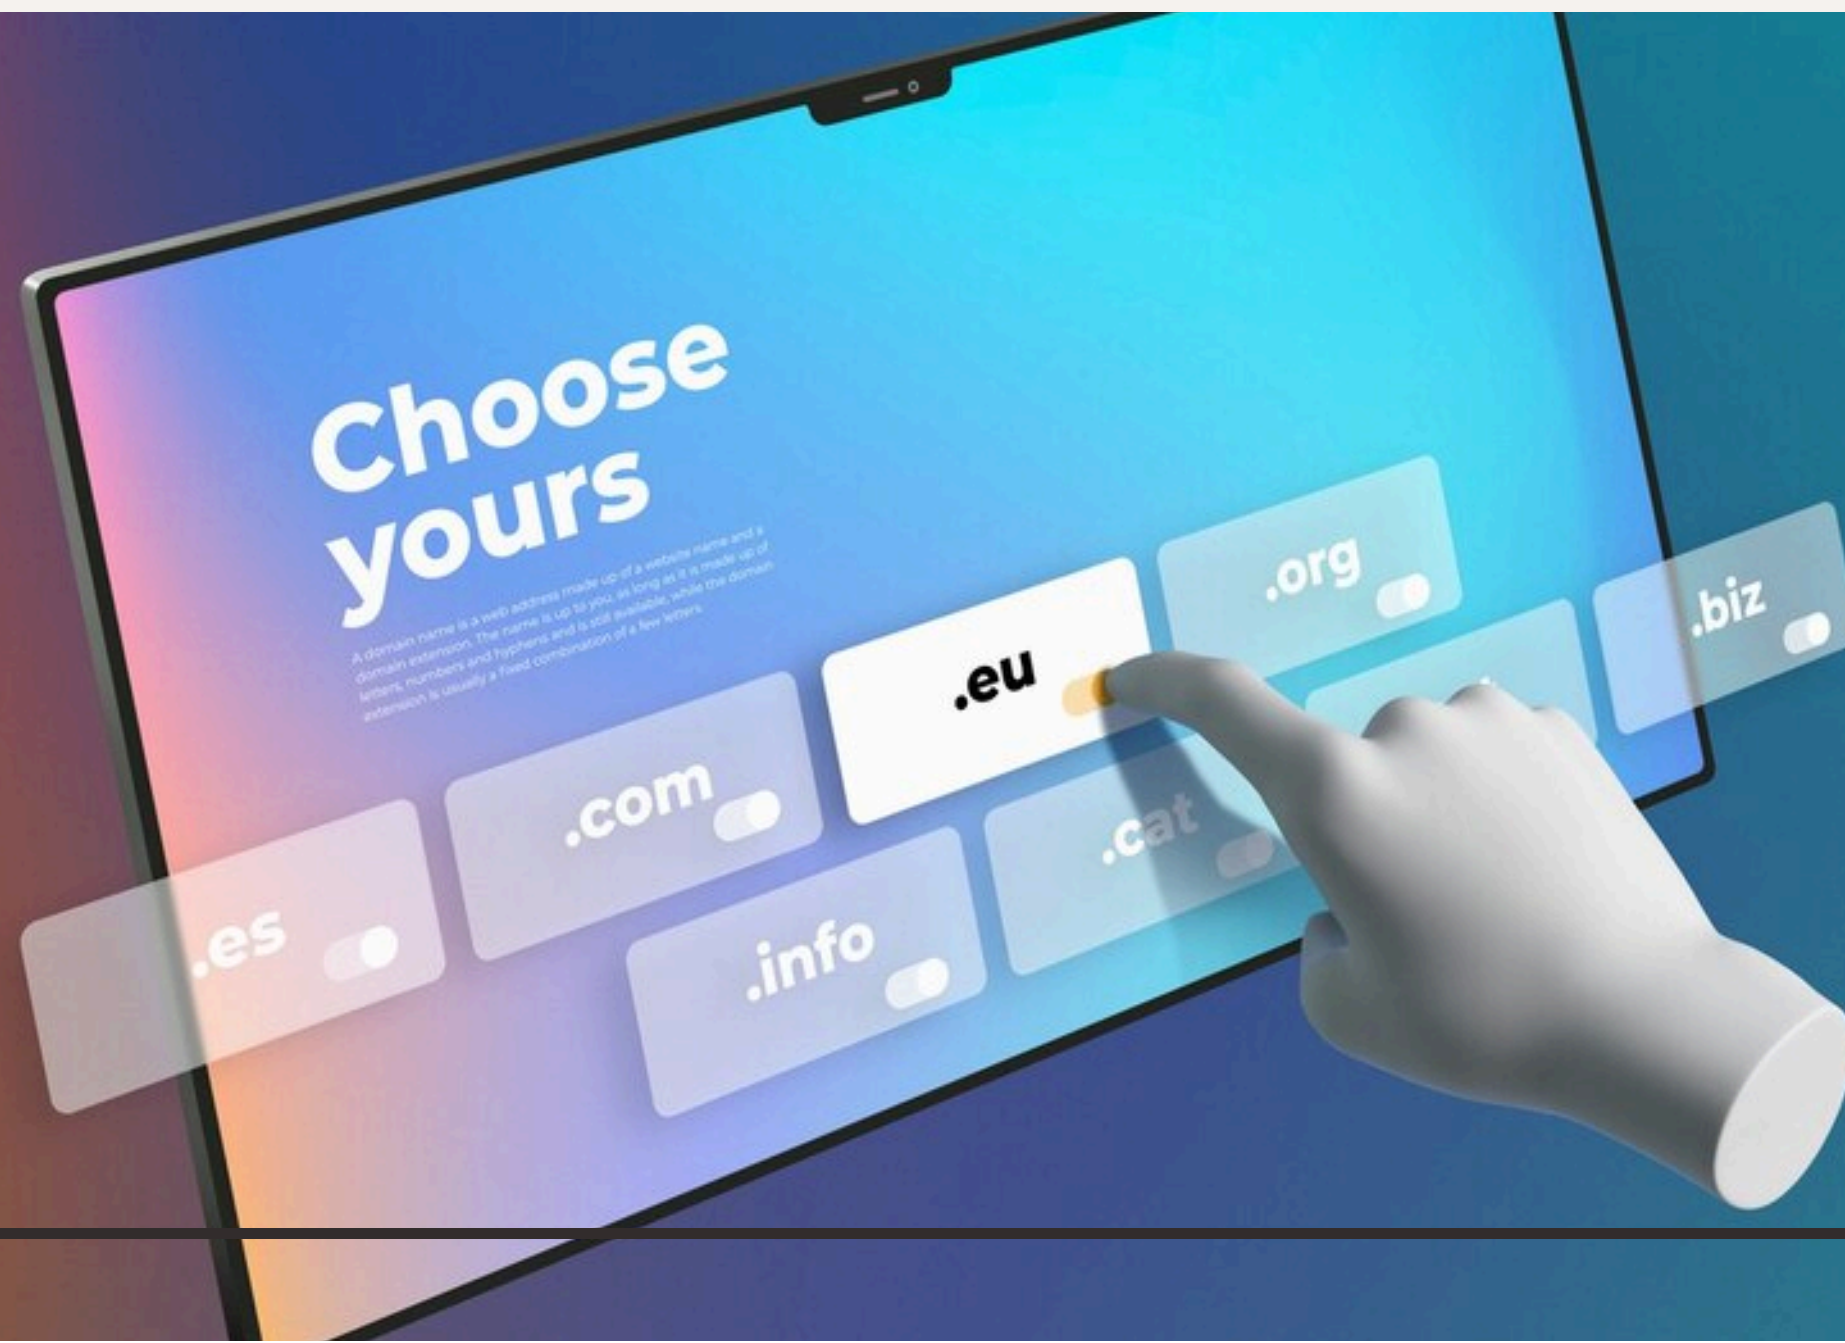 Choose
yours
A domain name is a web address made up of a website name and a
domain extension. The name is up to you, as long as it is made up of
letters, numbers and hyphens and is still available, while the domain
extension is usually a fixed combination of a few letters.
.org
.biz
.eu
.com
.cat
.es
.info